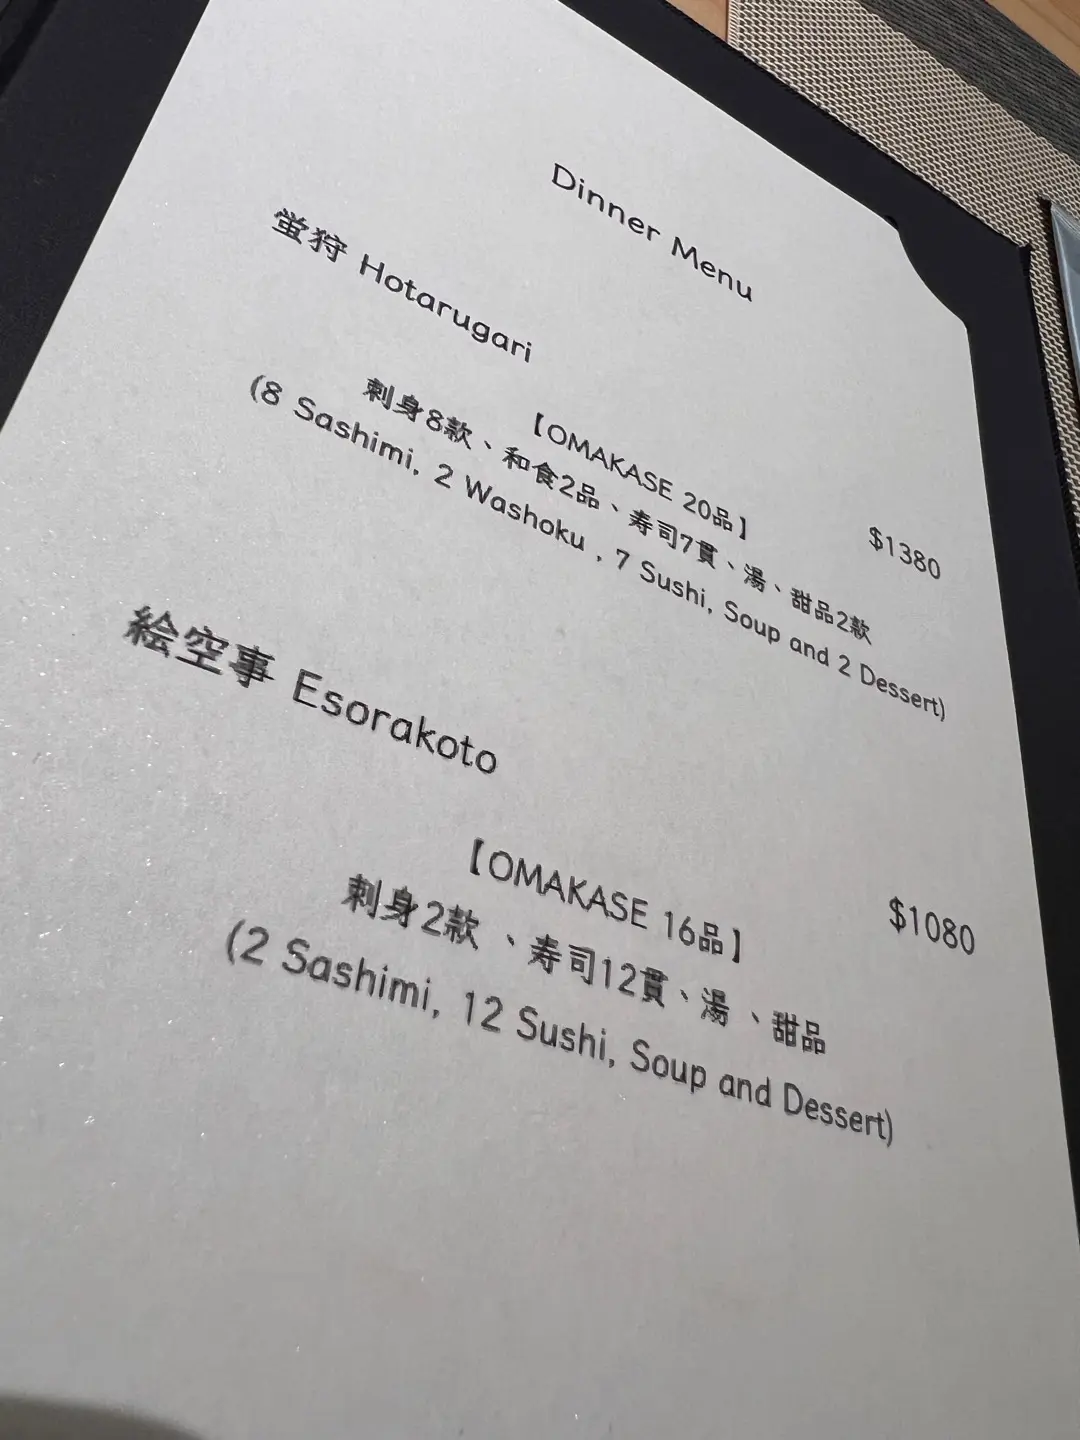 Dinner Menu
蛍狩 Hotarugari
【OMAKASE 20品】 $1380
刺身8款、和食2品、寿司7貫、湯、甜品2款
(8 Sashimi, 2 Washoku , 7 Sushi, Soup and 2 Dessert)
絵空事 Esorakoto
【OMAKASE 16品】 $1080
刺身2款 、寿司12貫、湯 、甜品
(2 Sashimi, 12 Sushi, Soup and Dessert)